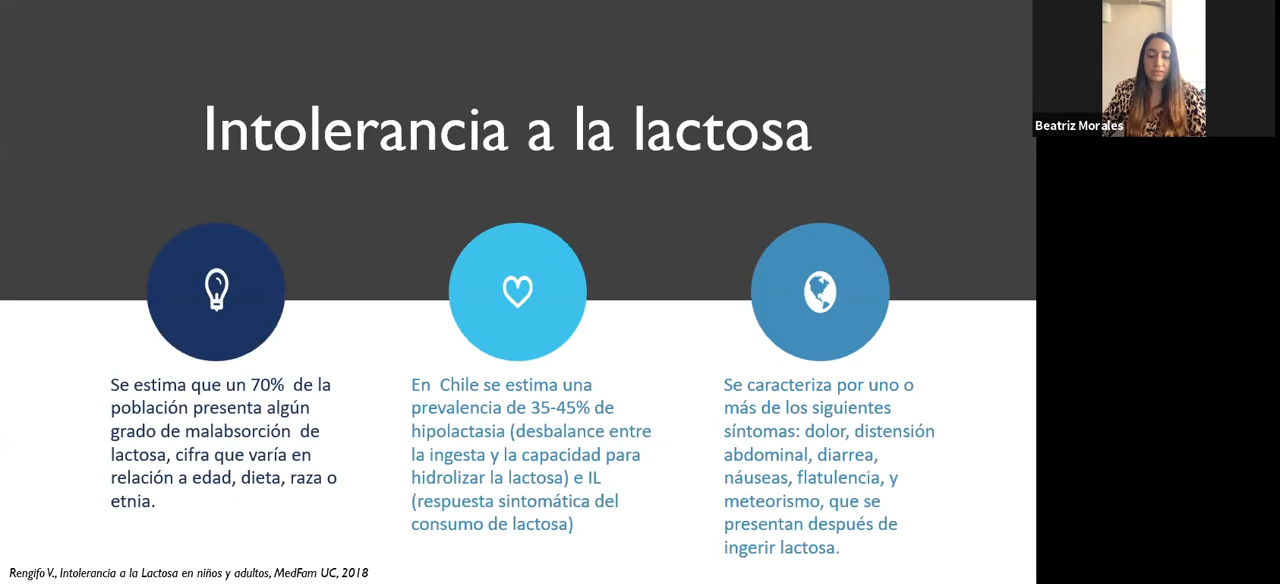 Intolerancia a la lactosa
Beatriz Morales
Se estima que un 70% de la
población presenta algún
grado de malabsorción de
lactosa, cifra que varía en
relación a edad, dieta, raza o
etnia.
En Chile se estima una
prevalencia de 35-45% de
hipolactasia (desbalance entre
la ingesta y la capacidad para
hidrolizar la lactosa) e IL
(respuesta sintomática del
consumo de lactosa)
Se caracteriza por uno o
más de los siguientes
síntomas: dolor, distensión
abdominal, diarrea,
náuseas, flatulencia, y
meteorismo, que se
presentan después de
ingerir lactosa.
Rengifo V., Intolerancia a la Lactosa en niños y adultos, MedFam UC, 2018